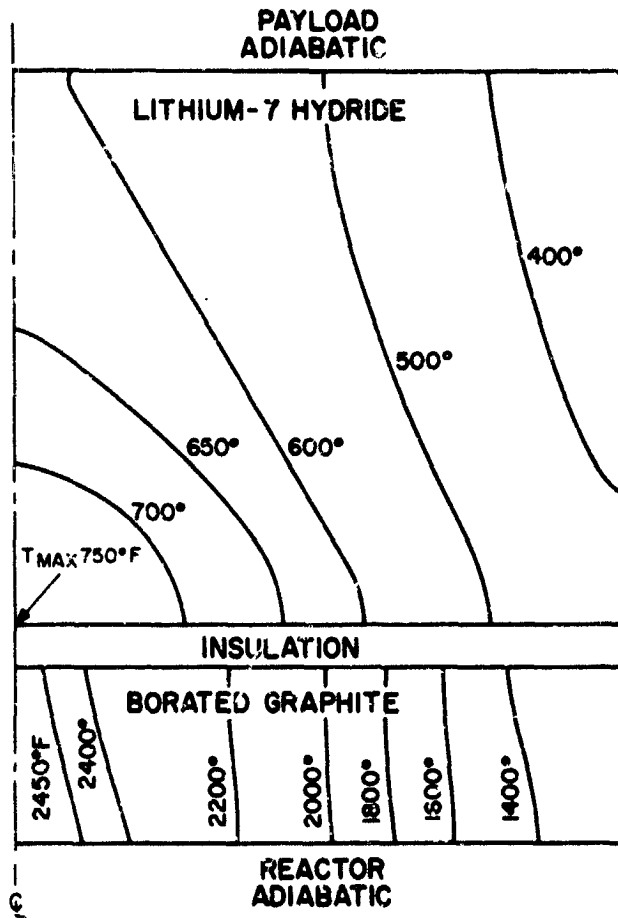 PAYLOAD
ADIABATIC
LITHIUM-7 HYDRIDE
400°
500°
650°
600°
700°
TMAX 750°F
INSULATION
BORATED GRAPHITE
2450°F
2400°
2200°
2000°
1800°
1600°
1400°
REACTOR
ADIABATIC
℄